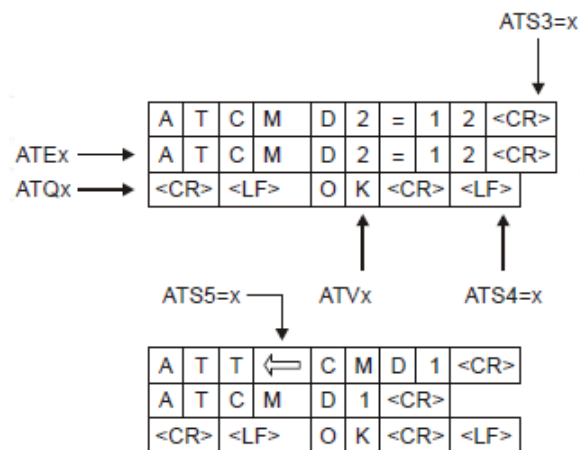 ATS3=x
A T C M D 2 = 1 2 <CR>
ATEx A T C M D 2 = 1 2 <CR>
ATQx <CR> <LF> O K <CR> <LF>
ATS5=x ATVx ATS4=x
A T T ⇦ C M D 1 <CR>
A T C M D 1 <CR>
<CR> <LF> O K <CR> <LF>